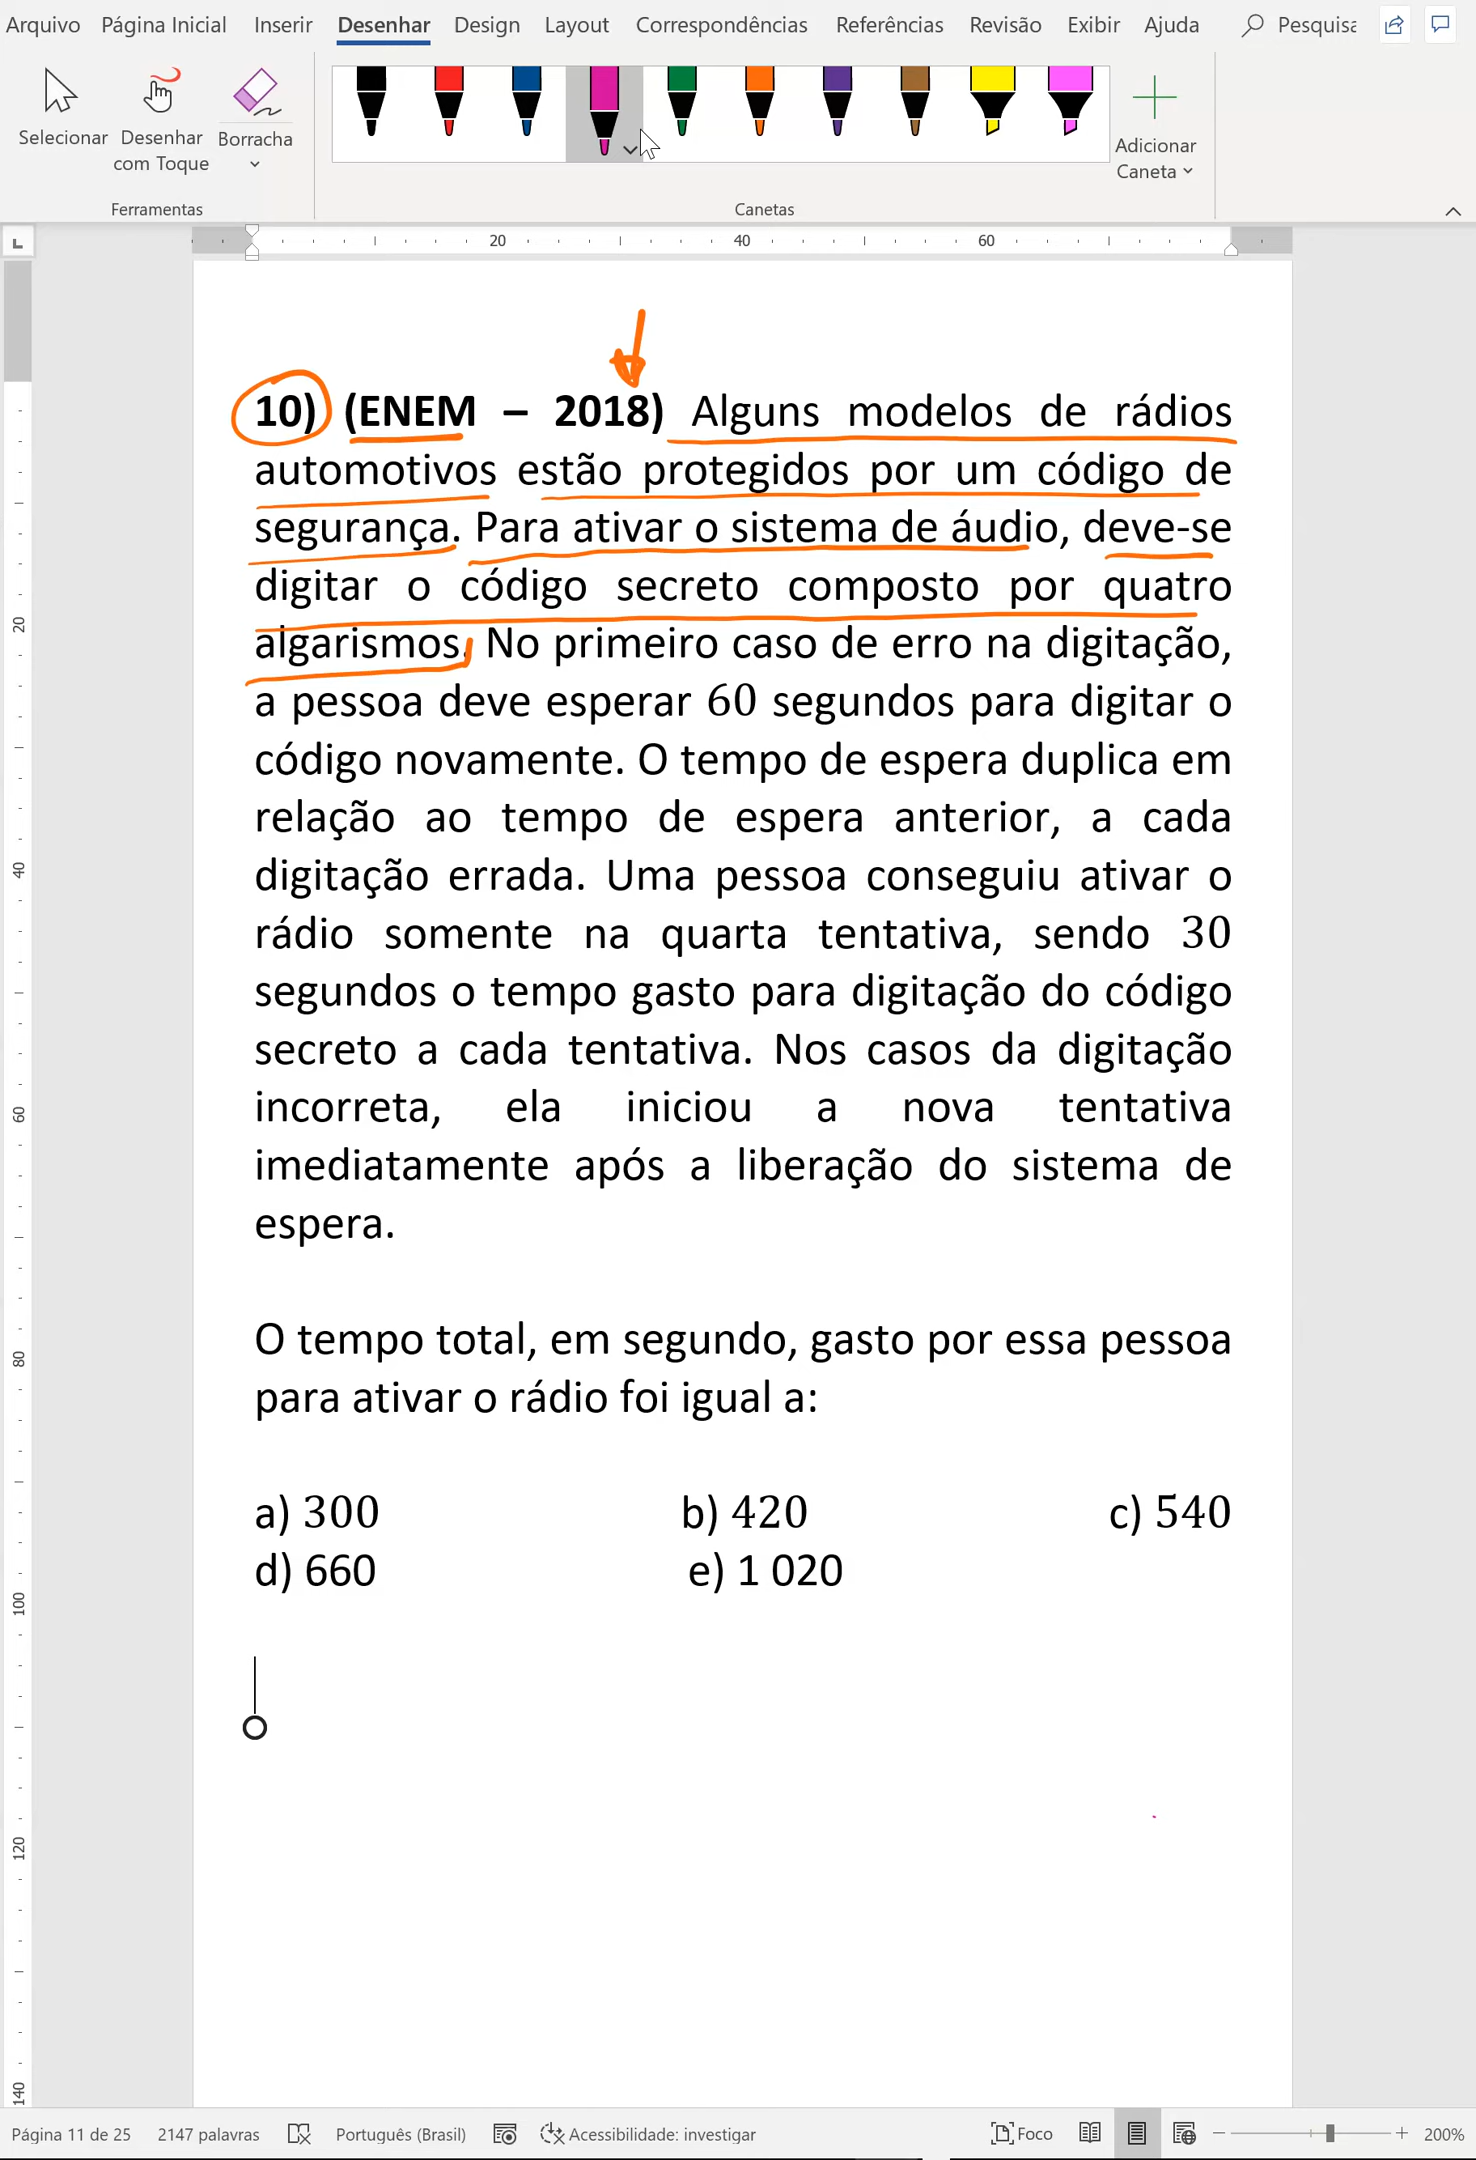 Arquivo Página Inicial Inserir Desenhar Design Layout Correspondências Referências Revisão Exibir Ajuda
Selecionar
Desenhar
com Toque
Borracha
Adicionar
Caneta
Ferramentas
Canetas
20 40 60
10) (ENEM – 2018) Alguns modelos de rádios
automotivos estão protegidos por um código de
segurança. Para ativar o sistema de áudio, deve-se
digitar o código secreto composto por quatro
algarismos. No primeiro caso de erro na digitação,
a pessoa deve esperar 60 segundos para digitar o
código novamente. O tempo de espera duplica em
relação ao tempo de espera anterior, a cada
digitação errada. Uma pessoa conseguiu ativar o
rádio somente na quarta tentativa, sendo 30
segundos o tempo gasto para digitação do código
secreto a cada tentativa. Nos casos da digitação
incorreta, ela iniciou a nova tentativa
imediatamente após a liberação do sistema de
espera.
O tempo total, em segundo, gasto por essa pessoa
para ativar o rádio foi igual a:
a) 300 b) 420 c) 540
d) 660 e) 1 020
20
40
60
80
100
120
140
Página 11 de 25 2147 palavras Português (Brasil) Acessibilidade: investigar Foco 200%